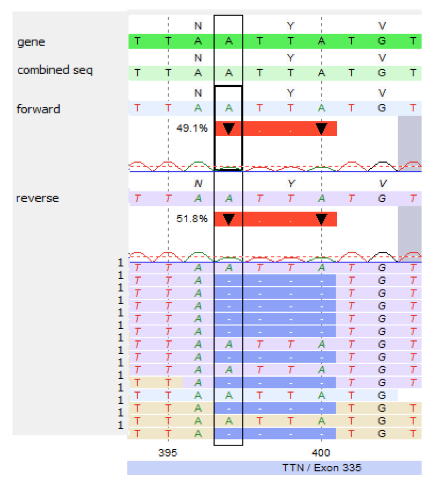 N Y V
gene T T A A T T A T G T
N Y V
combined seq T T A A T T A T G T
N Y V
forward T T A A T T A T G T
49.1%
N Y V
reverse T T A A T T A T G T
51.8%
1 T T A A T T A T G T
1 T T A - - - - T G T
1 T T A - - - - T G T
1 T T A - - - - T G T
1 T T A - - - - T G T
1 T T A - - - - T G T
1 T T A A T T A T G T
1 T T A - - - - T G T
1 T T A A T T A T G T
1 T T A - - - - T G T
1 T T A A T T A T G
1 T T A - - - - T G T
1 T T A A T T A T G T
1 T T A - - - - T G T
395 400
TTN / Exon 335